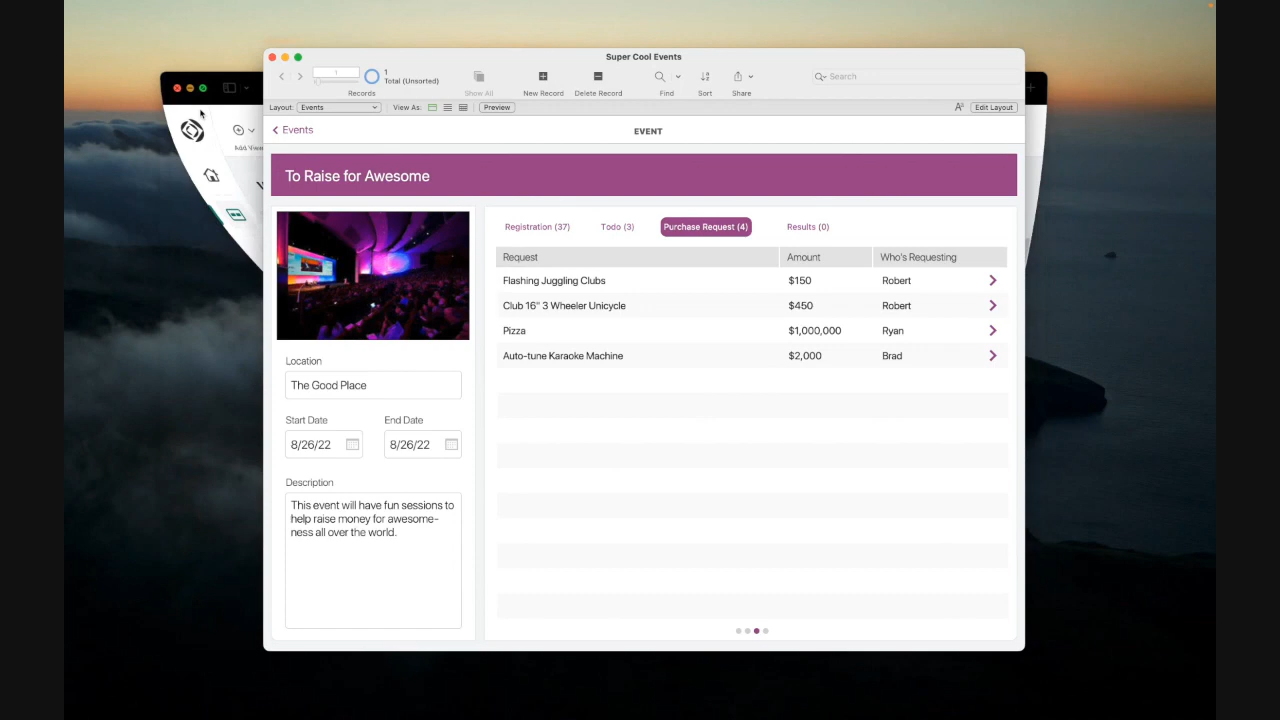 Super Cool Events
1
1
Total (Unsorted)
Records
Show All
New Record
Delete Record
Find
Sort
Share
Search
Layout:
Events
View As:
Preview
Edit Layout
Events
EVENT
To Raise for Awesome
Registration (37)
Todo (3)
Purchase Request (4)
Results (0)
Request
Amount
Who's Requesting
Flashing Juggling Clubs
$150
Robert
Club 16" 3 Wheeler Unicycle
$450
Robert
Pizza
$1,000,000
Ryan
Auto-tune Karaoke Machine
$2,000
Brad
Location
The Good Place
Start Date
End Date
8/26/22
8/26/22
Description
This event will have fun sessions to
help raise money for awesome-
ness all over the world.